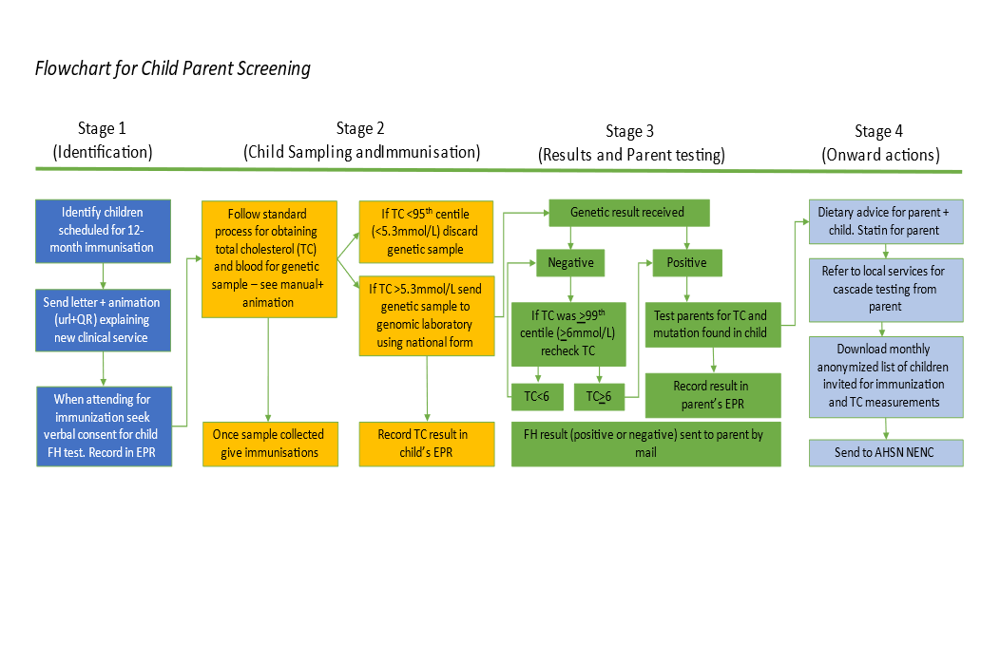 Flowchart for Child Parent Screening
Stage 1
(Identification)
Stage 2
(Child Sampling andImmunisation)
Stage 3
(Results and Parent testing)
Stage 4
(Onward actions)
Identify children
scheduled for 12-
month immunisation
Send letter + animation
(url+QR) explaining
new clinical service
When attending for
immunization seek
verbal consent for child
FH test. Record in EPR
Follow standard
process for obtaining
total cholesterol (TC)
and blood for genetic
sample – see manual+
animation
Once sample collected
give immunisations
If TC <95th centile
(<5.3mmol/L) discard
genetic sample
If TC >5.3mmol/L send
genetic sample to
genomic laboratory
using national form
Record TC result in
child's EPR
Genetic result received
Negative
Positive
If TC was >99th
centile (>6mmol/L)
recheck TC
TC<6
TC>6
Test parents for TC and
mutation found in child
Record result in
parent's EPR
FH result (positive or negative) sent to parent by
mail
Dietary advice for parent +
child. Statin for parent
Refer to local services for
cascade testing from
parent
Download monthly
anonymized list of children
invited for immunization
and TC measurements
Send to AHSN NENC